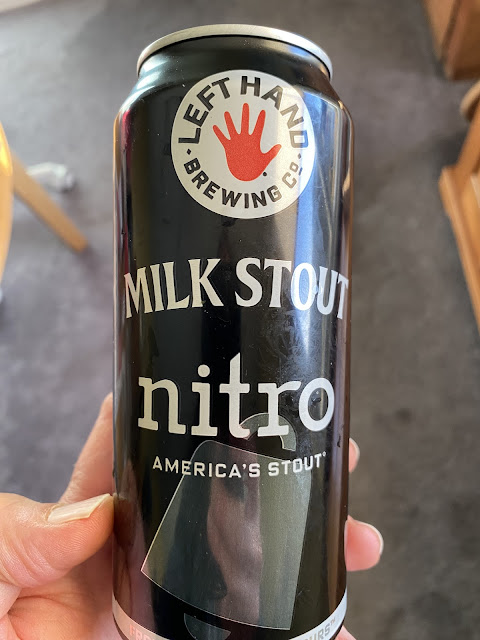 LEFT HAND
BREWING CO.
MILK STOUT
nitro
AMERICA'S STOUT®